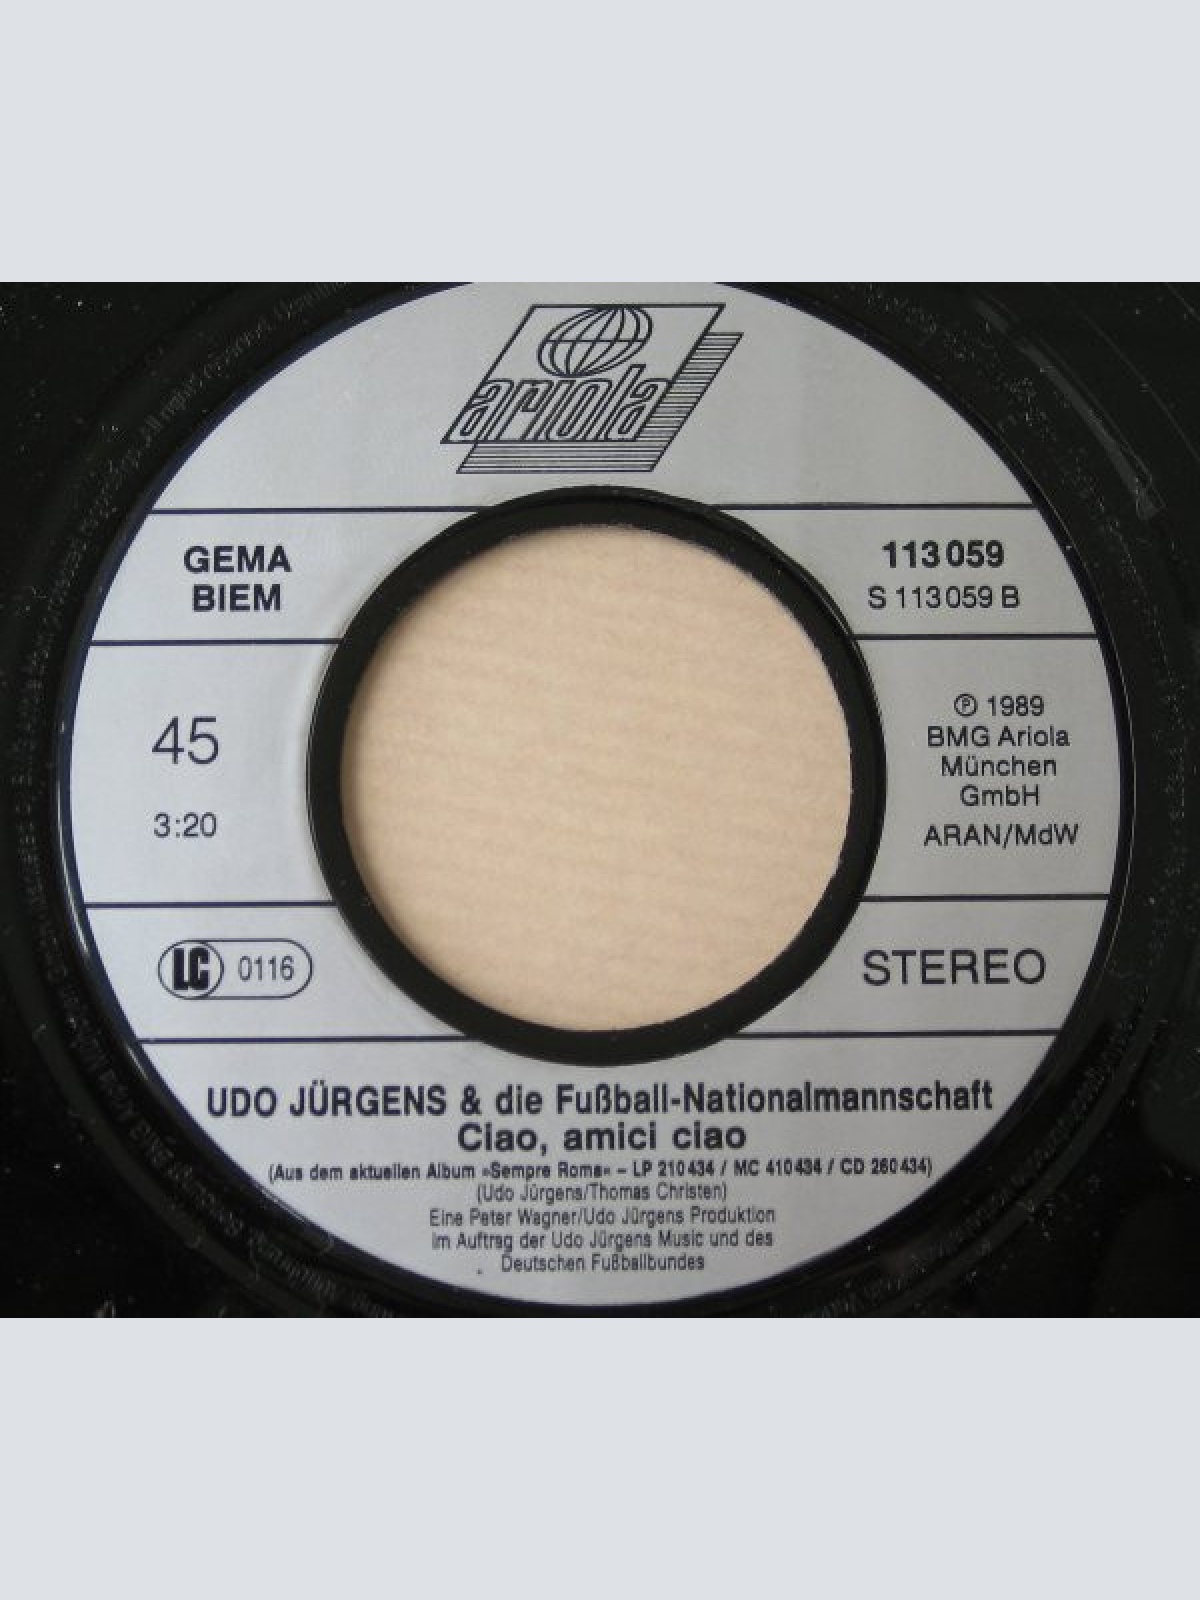 ariola
GEMA
BIEM
113 059
S 113 059 B
45
3:20
℗ 1989
BMG Ariola
München
GmbH
ARAN/MdW
LC 0116
STEREO
UDO JÜRGENS & die Fußball-Nationalmannschaft
Ciao, amici ciao
(Aus dem aktuellen Album »Sempre Roma« – LP 210 434 / MC 410 434 / CD 260 434)
(Udo Jürgens/Thomas Christen)
Eine Peter Wagner/Udo Jürgens Produktion
im Auftrag der Udo Jürgens Music und des
Deutschen Fußballbundes